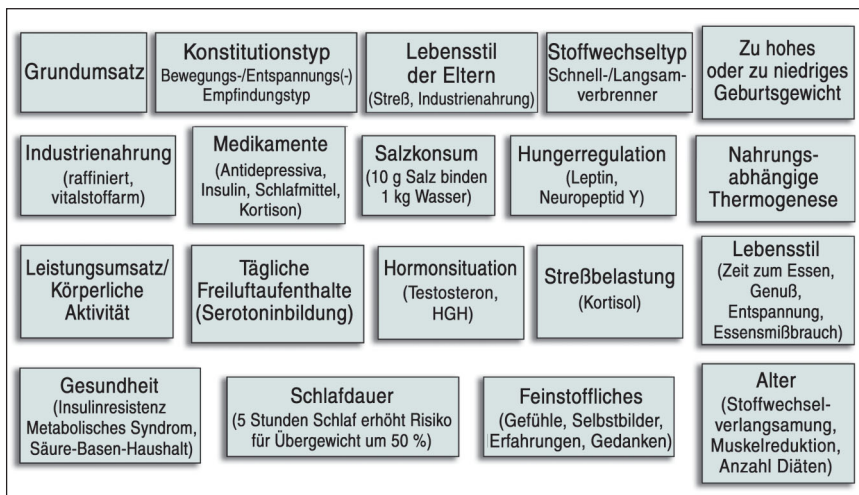 Grundumsatz
Konstitutionstyp
Bewegungs-/Entspannungs(-)
Empfindungstyp
Lebensstil
der Eltern
(Streß, Industrienahrung)
Stoffwechseltyp
Schnell-/Langsam-
verbrenner
Zu hohes
oder zu niedriges
Geburtsgewicht
Industrienahrung
(raffiniert,
vitalstoffarm)
Medikamente
(Antidepressiva,
Insulin, Schlafmittel,
Kortison)
Salzkonsum
(10 g Salz binden
1 kg Wasser)
Hungerregulation
(Leptin,
Neuropeptid Y)
Nahrungs-
abhängige
Thermogenese
Leistungsumsatz/
Körperliche
Aktivität
Tägliche
Freiluftaufenthalte
(Serotoninbildung)
Hormonsituation
(Testosteron,
HGH)
Streßbelastung
(Kortisol)
Lebensstil
(Zeit zum Essen,
Genuß,
Entspannung,
Essensmißbrauch)
Gesundheit
(Insulinresistenz
Metabolisches Syndrom,
Säure-Basen-Haushalt)
Schlafdauer
(5 Stunden Schlaf erhöht Risiko
für Übergewicht um 50 %)
Feinstoffliches
(Gefühle, Selbstbilder,
Erfahrungen, Gedanken)
Alter
(Stoffwechsel-
verlangsamung,
Muskelreduktion,
Anzahl Diäten)